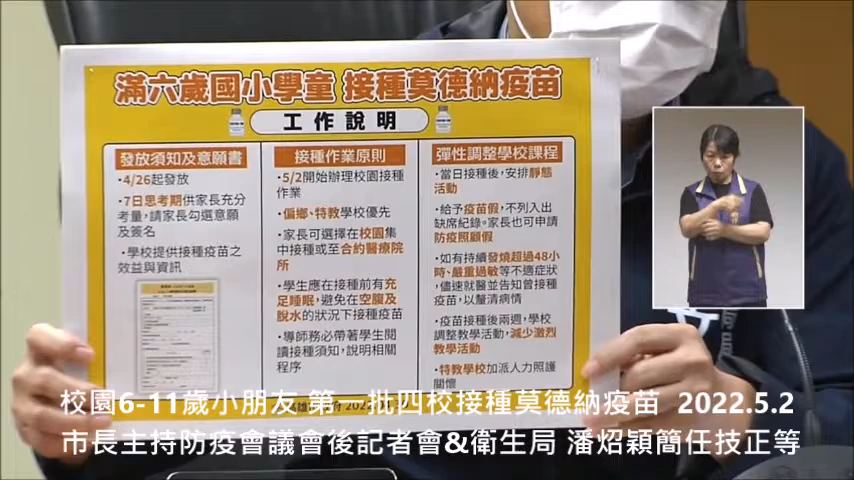 滿六歲國小學童 接種莫德納疫苗
工作說明
發放須知及意願書
•4/26起發放
•7日思考期供家長充分
考量,請家長勾選意願
及簽名
•學校提供接種疫苗之
效益與資訊
接種作業原則
•5/2開始辦理校園接種
作業
•偏鄉、特教學校優先
•家長可選擇在校園集
中接種或至合約醫療院
所
•學生應在接種前有充
足睡眠,避免在空腹及
脫水的狀況下接種疫苗
•導師務必帶著學生閱
讀接種須知,說明相關
程序
彈性調整學校課程
•當日接種後,安排靜態
活動
•給予疫苗假,不列入出
缺席紀錄。家長也可申請
防疫照顧假
•如有持續發燒超過48小
時、嚴重過敏等不適症狀,
儘速就醫並告知曾接種
疫苗,以釐清病情
•疫苗接種後兩週,學校
調整教學活動,減少激烈
教學活動
•特教學校加派人力照護
關懷
校園6-11歲小朋友 第一批四校接種莫德納疫苗 2022.5.2
市長主持防疫會議會後記者會&衛生局 潘炤穎簡任技正等